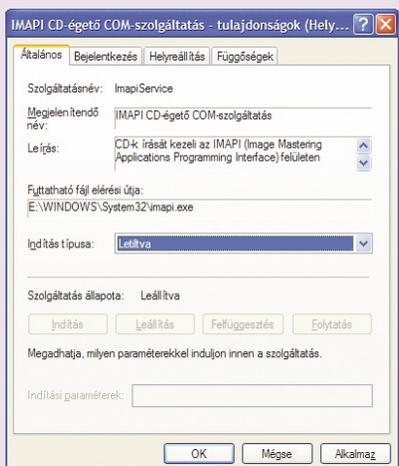 IMAPI CD-égető COM-szolgáltatás - tulajdonságok (Hely...
Általános Bejelentkezés Helyreállítás Függőségek
Szolgáltatásnév: ImapiService
Megjelenítendő név: IMAPI CD-égető COM-szolgáltatás
Leírás: CD-k írását kezeli az IMAPI (Image Mastering
Applications Programming Interface) felületen
Futtatható fájl elérési útja:
E:\WINDOWS\System32\imapi.exe
Indítás típusa: Letiltva
Szolgáltatás állapota: Leállítva
Indítás Leállítás Felfüggesztés Folytatás
Megadhatja, milyen paraméterekkel induljon innen a szolgáltatás.
Indítási paraméterek:
OK Mégse Alkalmaz